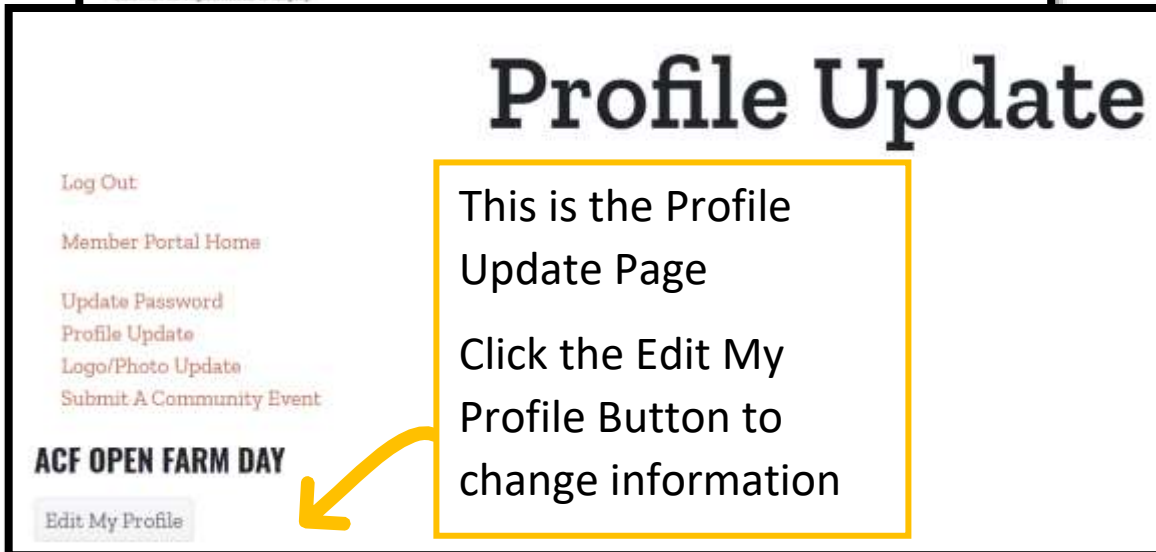 Profile Update
Log Out
Member Portal Home
Update Password
Profile Update
Logo/Photo Update
Submit A Community Event
ACF OPEN FARM DAY
Edit My Profile
This is the Profile
Update Page
Click the Edit My
Profile Button to
change information